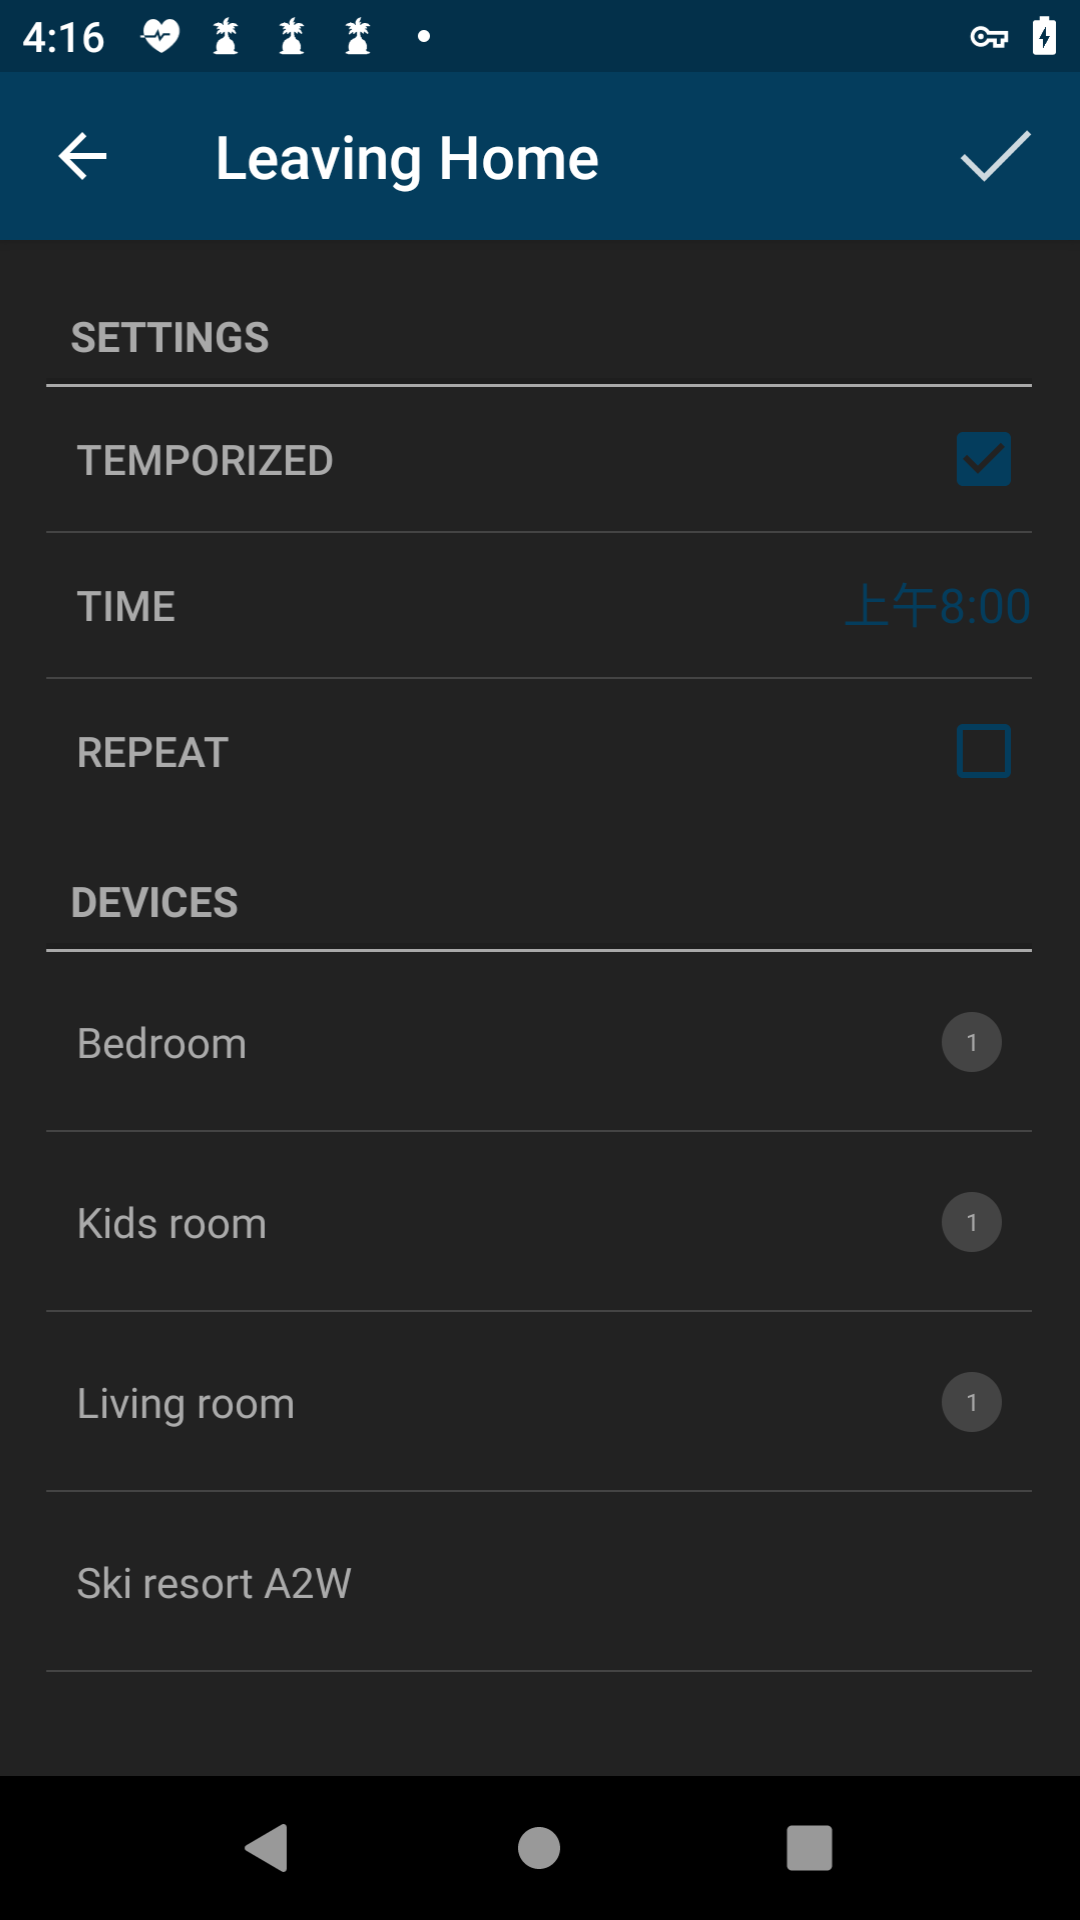 4:16
Leaving Home
SETTINGS
TEMPORIZED
TIME
上午8:00
REPEAT
DEVICES
Bedroom
1
Kids room
1
Living room
1
Ski resort A2W